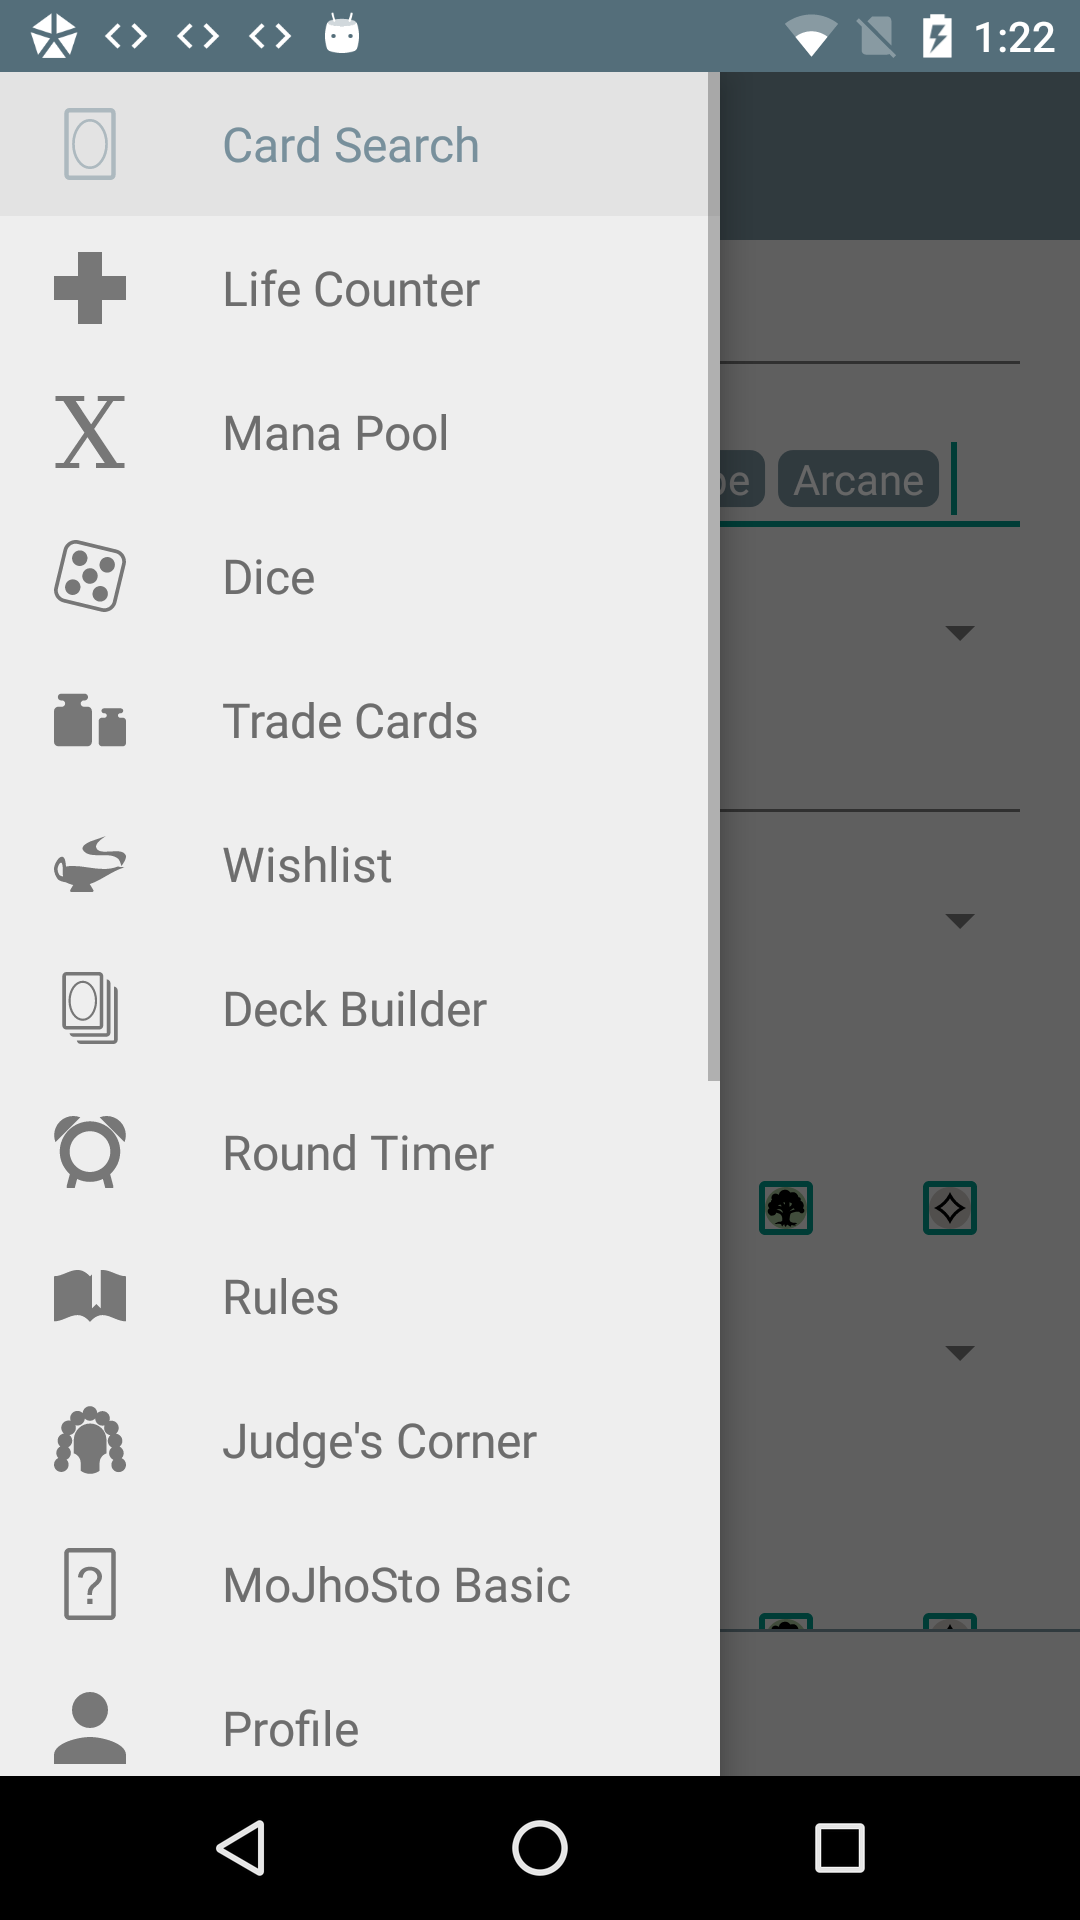 1:22
Card Search
Life Counter
X Mana Pool
Arcane
Dice
Trade Cards
Wishlist
Deck Builder
Round Timer
Rules
Judge's Corner
? MoJhoSto Basic
Profile